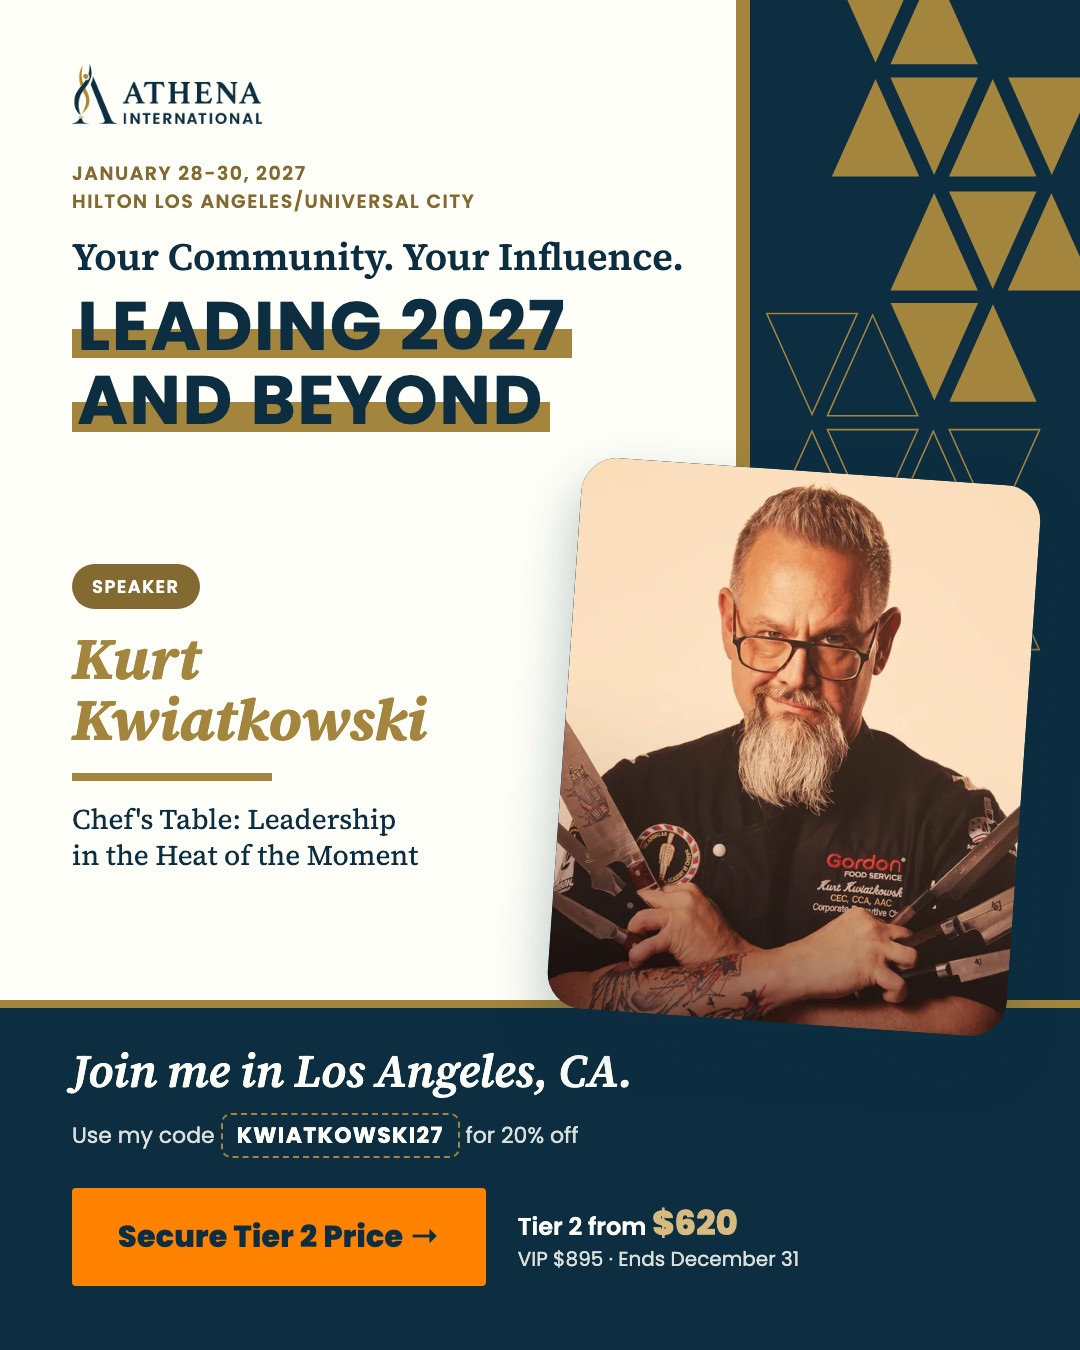 ATHENA
INTERNATIONAL
JANUARY 28-30, 2027
HILTON LOS ANGELES/UNIVERSAL CITY
Your Community. Your Influence.
LEADING 2027
AND BEYOND
SPEAKER
Kurt
Kwiatkowski
Chef's Table: Leadership
in the Heat of the Moment
Gordon
FOOD SERVICE
Kurt Kwiatkowsk
CEC, CCA, AAC
Corporate
Join me in Los Angeles, CA.
Use my code KWIATKOWSKI27 for 20% off
Secure Tier 2 Price →
Tier 2 from $620
VIP $895 · Ends December 31